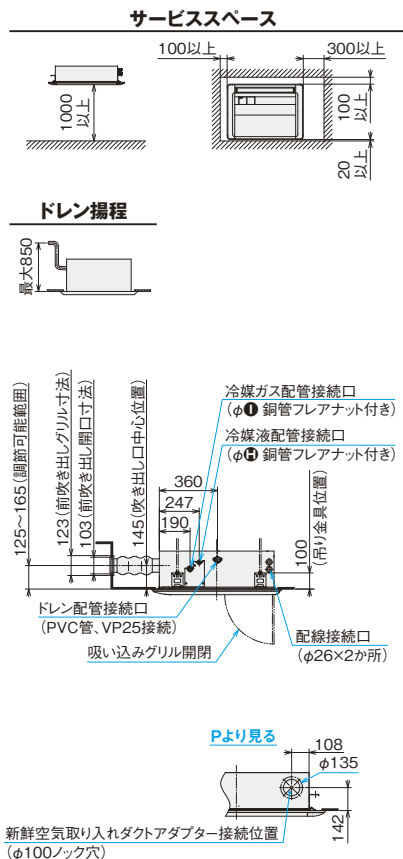 サービススペース
100以上
300以上
1000
以上
100
以上
20
以上
ドレン揚程
最大850
125〜165(調節可能範囲)
123(前吹き出しグリル寸法)
103(前吹き出し開口寸法)
145(吹き出し口中心位置)
冷媒ガス配管接続口
(φI 銅管フレアナット付き)
冷媒液配管接続口
(φH 銅管フレアナット付き)
360
247
190
100
(吊り金具位置)
ドレン配管接続口
(PVC管、VP25接続)
吸い込みグリル開閉
配線接続口
(φ26×2か所)
Pより見る
108
φ135
142
新鮮空気取り入れダクトアダプター接続位置
(φ100ノック穴)